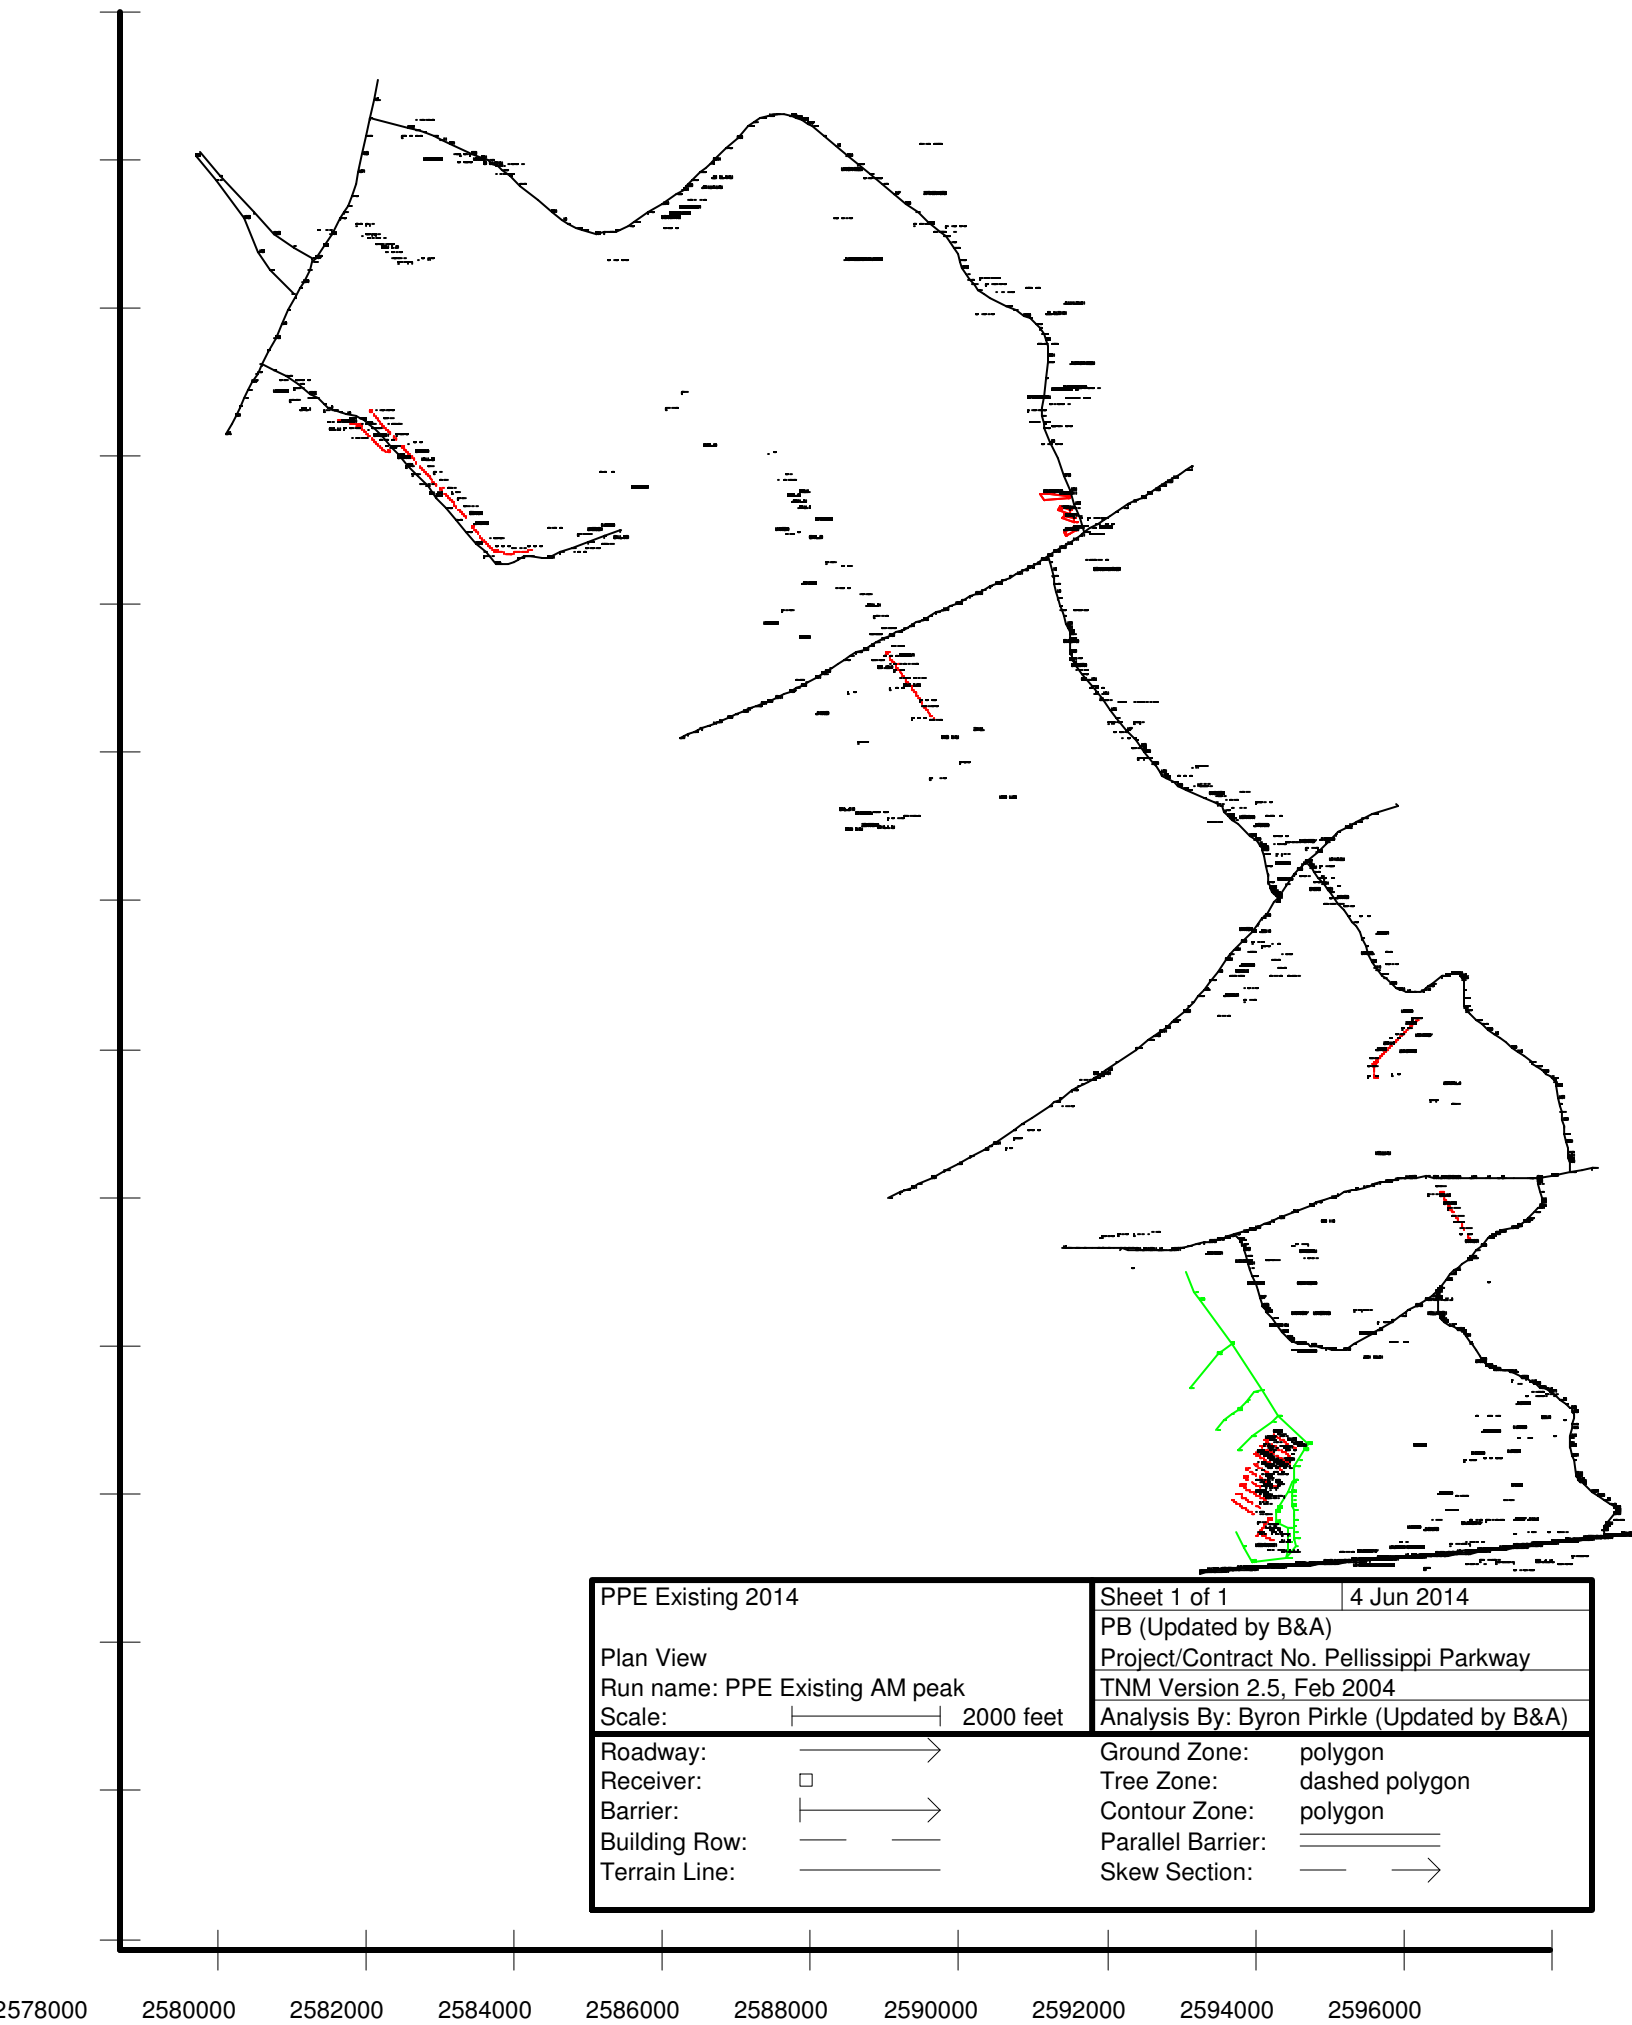 PPE Existing 2014
Plan View
Run name: PPE Existing AM peak
Scale: 2000 feet
Sheet 1 of 1 4 Jun 2014
PB (Updated by B&A)
Project/Contract No. Pellissippi Parkway
TNM Version 2.5, Feb 2004
Analysis By: Byron Pirkle (Updated by B&A)
Roadway:
Receiver:
Barrier:
Building Row:
Terrain Line:
Ground Zone: polygon
Tree Zone: dashed polygon
Contour Zone: polygon
Parallel Barrier:
Skew Section:
2578000 2580000 2582000 2584000 2586000 2588000 2590000 2592000 2594000 2596000